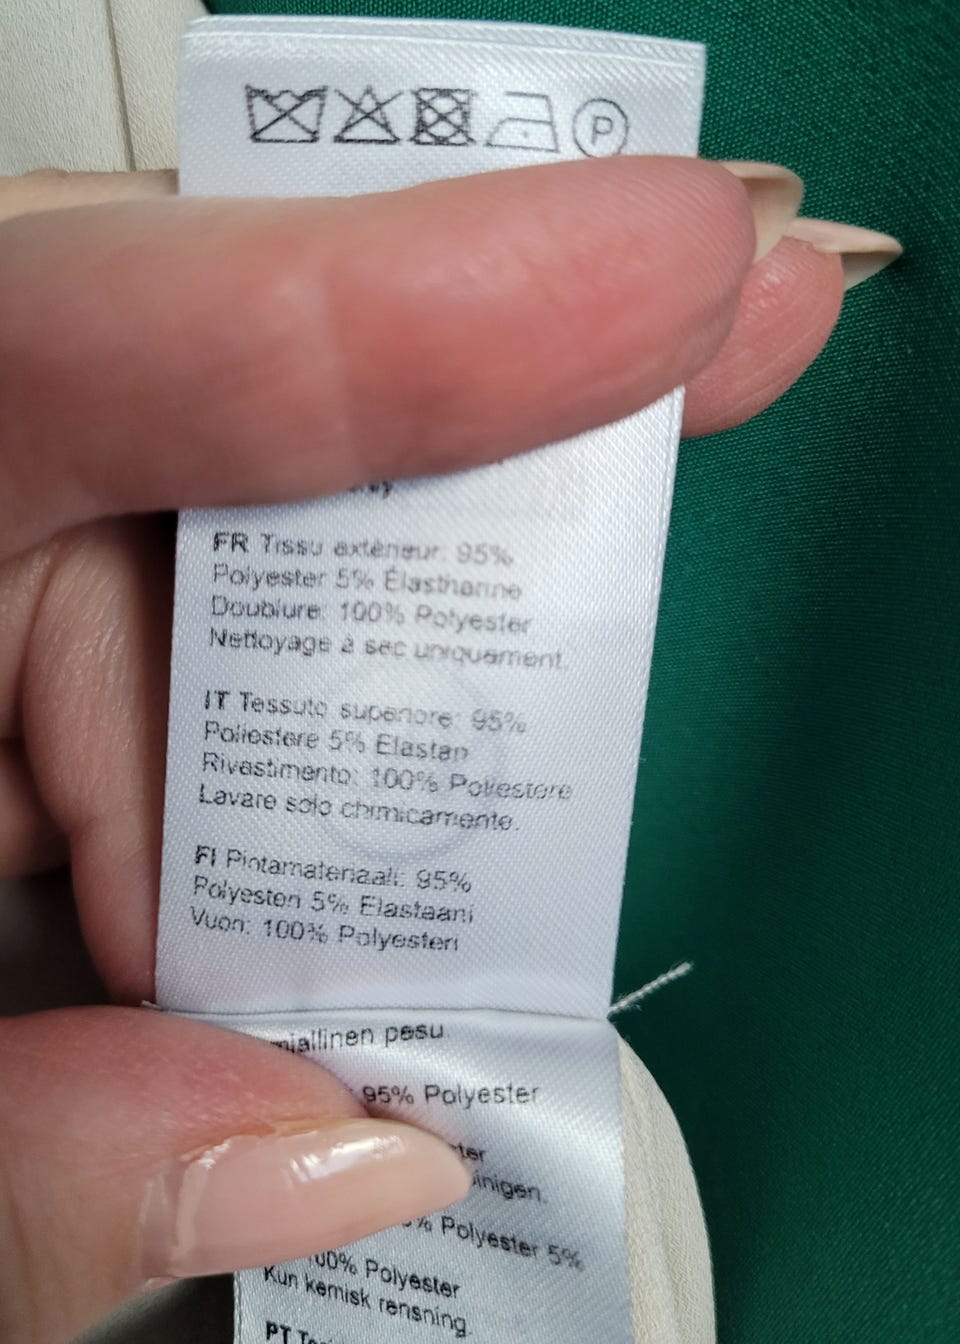 P
FR Tissu extérieur: 95%
Polyester 5% Élasthanne
Doublure: 100% Polyester
Nettoyage à sec uniquement.
IT Tessuto superiore: 95%
Poliestere 5% Elastan
Rivestimento: 100% Poliestere
Lavare solo chimicamente.
FI Pintamateriaali: 95%
Polyesteri 5% Elastaani
Vuori: 100% Polyesteri
pesu.
95% Polyester
% Polyester 5%
100% Polyester
Kun kemisk rensning.
PT